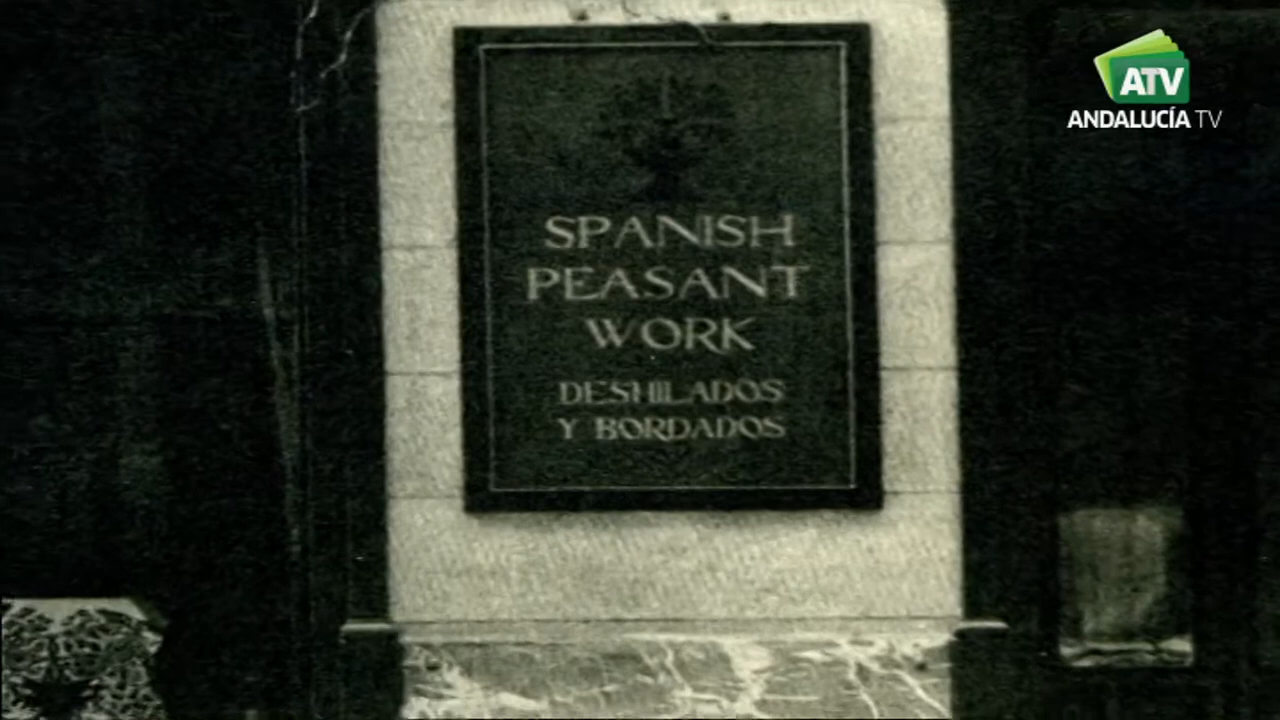 ATV
ANDALUCÍA TV
SPANISH
PEASANT
WORK
DESHILADOS
Y BORDADOS